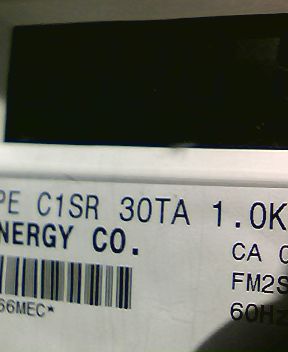 PE C1SR 30TA 1.0K
NERGY CO.
CA
FM2S
66MEC*
60Hz